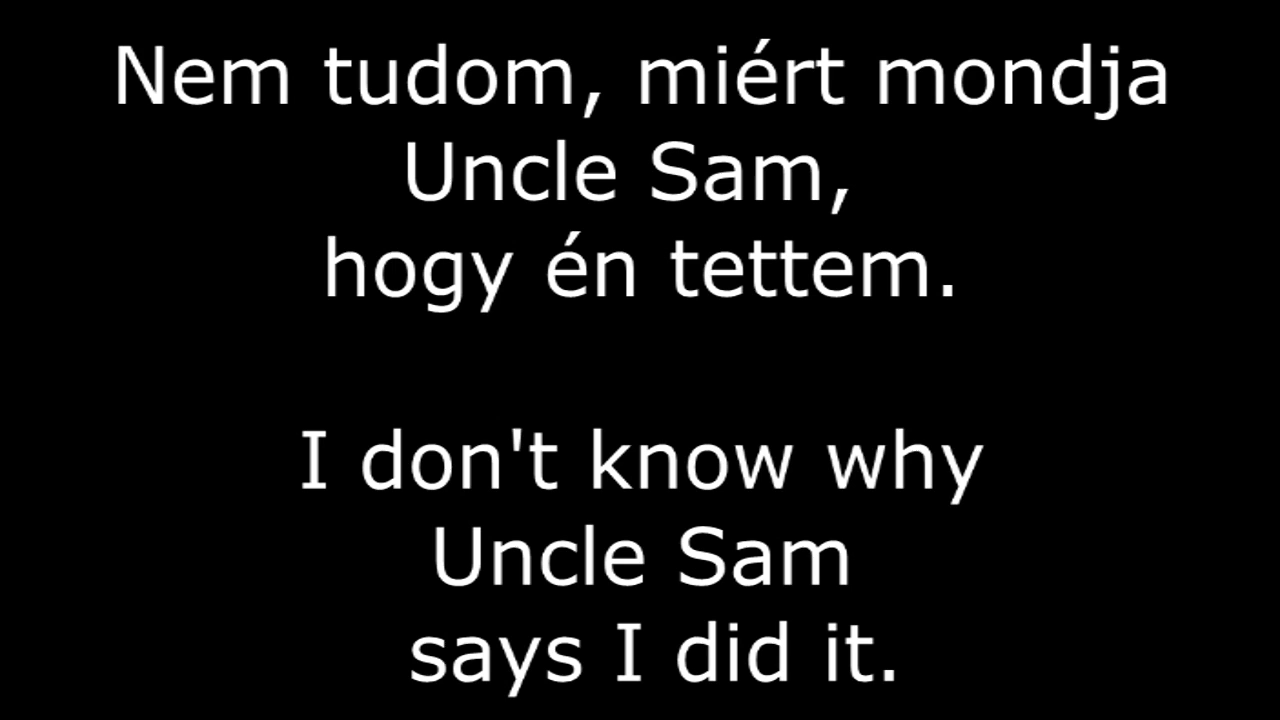 Nem tudom, miért mondja
Uncle Sam,
hogy én tettem.
I don't know why
Uncle Sam
says I did it.